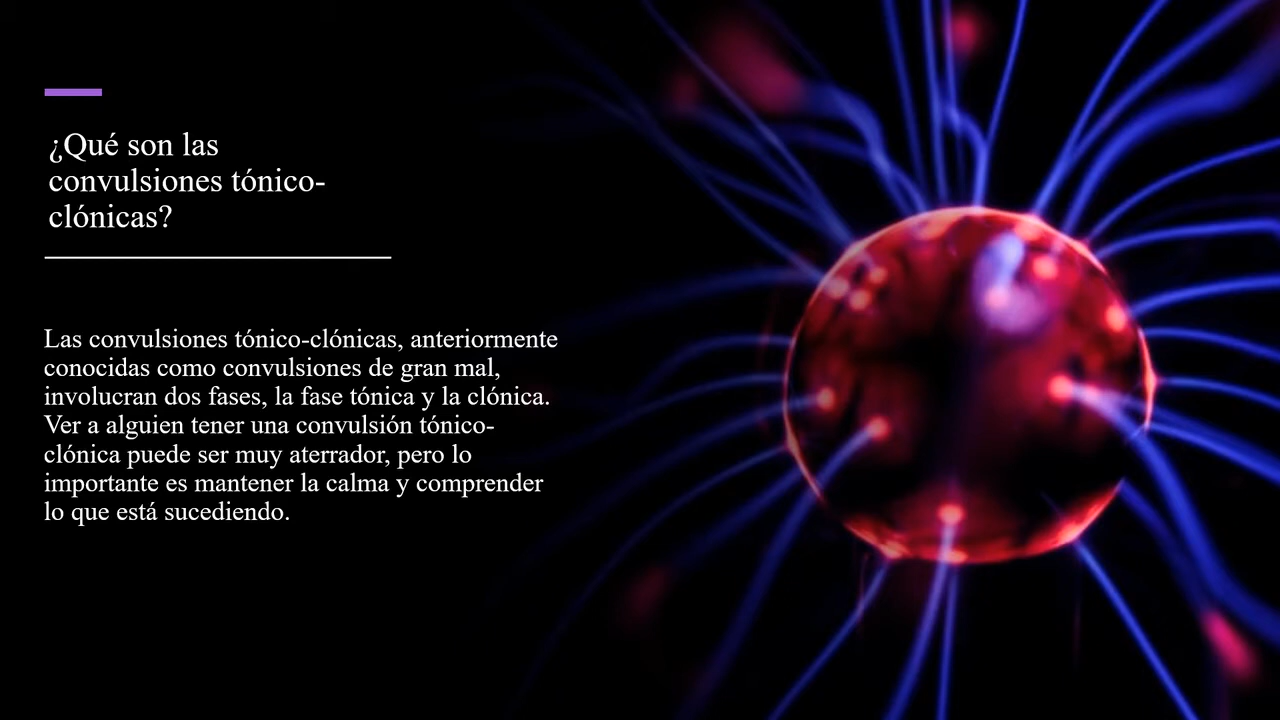 ¿Qué son las
convulsiones tónico-
clónicas?
Las convulsiones tónico-clónicas, anteriormente
conocidas como convulsiones de gran mal,
involucran dos fases, la fase tónica y la clónica.
Ver a alguien tener una convulsión tónico-
clónica puede ser muy aterrador, pero lo
importante es mantener la calma y comprender
lo que está sucediendo.